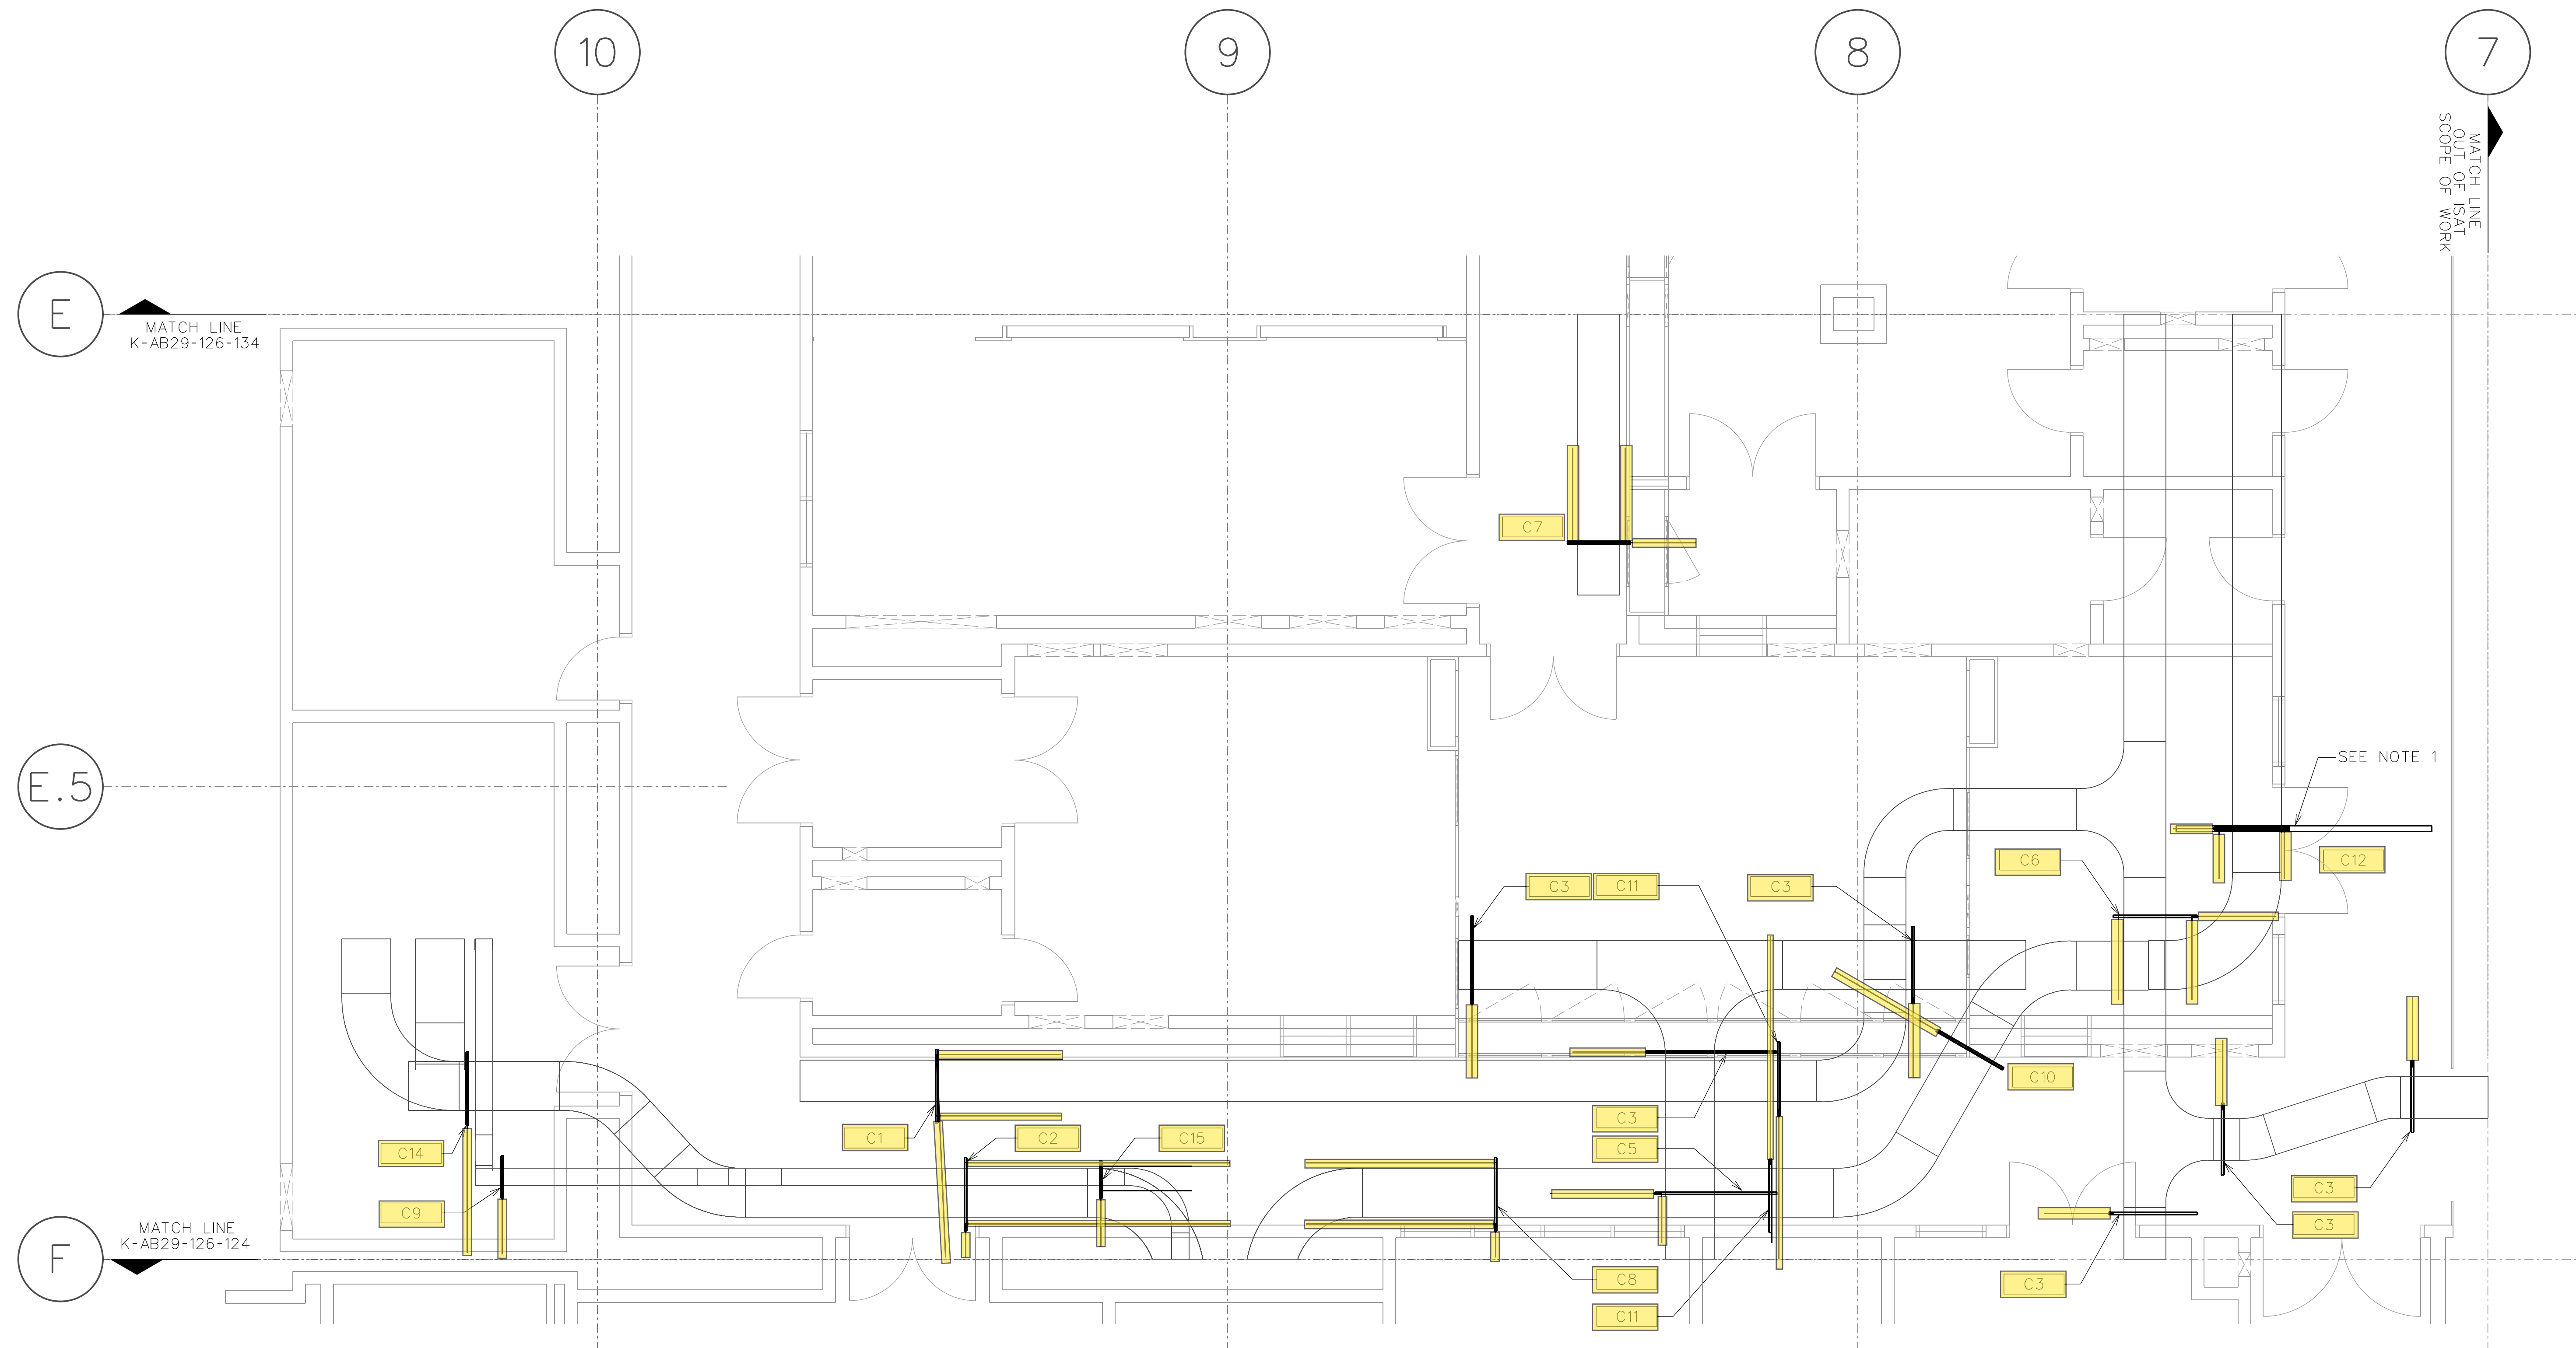 10
9
8
7
MATCH LINE
OUT OF ISAT
SCOPE OF WORK
E
MATCH LINE
K-AB29-126-134
C7
E.5
SEE NOTE 1
C6
C12
C3
C11
C3
C10
C3
C1
C2
C15
C5
C14
C3
C9
C3
MATCH LINE
K-AB29-126-124
F
C8
C3
C11